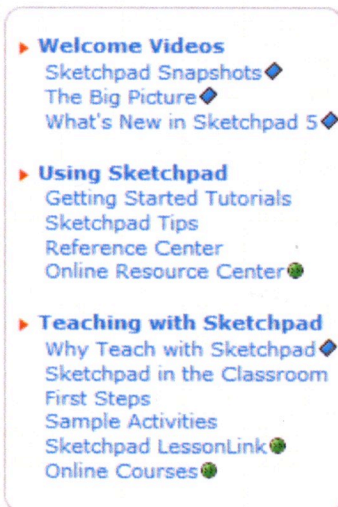 Welcome Videos
Sketchpad Snapshots
The Big Picture
What's New in Sketchpad 5
Using Sketchpad
Getting Started Tutorials
Sketchpad Tips
Reference Center
Online Resource Center
Teaching with Sketchpad
Why Teach with Sketchpad
Sketchpad in the Classroom
First Steps
Sample Activities
Sketchpad LessonLink
Online Courses